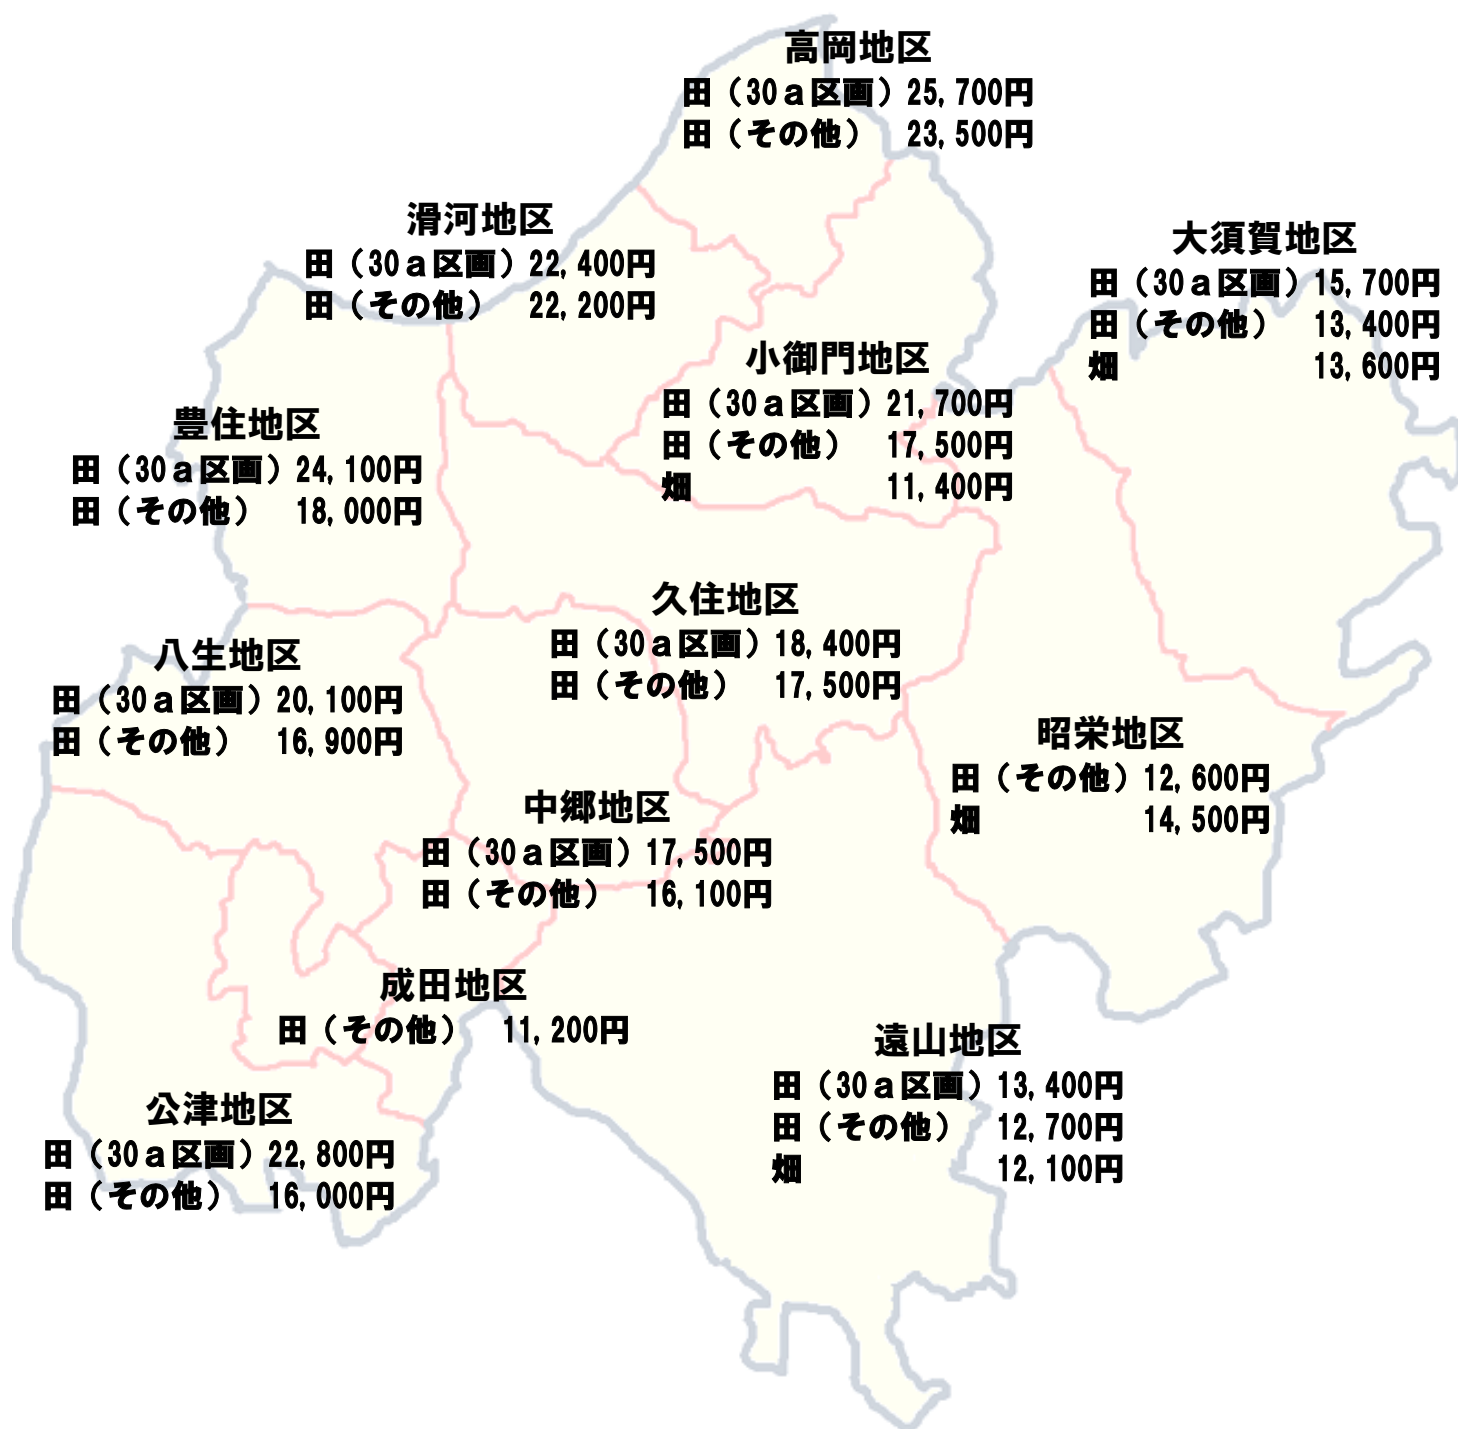 高岡地区
田（30ａ区画）25,700円
田（その他）　23,500円
滑河地区
田（30ａ区画）22,400円
田（その他）　22,200円
大須賀地区
田（30ａ区画）15,700円
田（その他）　13,400円
畑　13,600円
小御門地区
田（30ａ区画）21,700円
田（その他）　17,500円
畑　11,400円
豊住地区
田（30ａ区画）24,100円
田（その他）　18,000円
久住地区
田（30ａ区画）18,400円
田（その他）　17,500円
八生地区
田（30ａ区画）20,100円
田（その他）　16,900円
昭栄地区
田（その他）12,600円
畑　14,500円
中郷地区
田（30ａ区画）17,500円
田（その他）　16,100円
成田地区
田（その他）　11,200円
遠山地区
田（30ａ区画）13,400円
田（その他）　12,700円
畑　12,100円
公津地区
田（30ａ区画）22,800円
田（その他）　16,000円